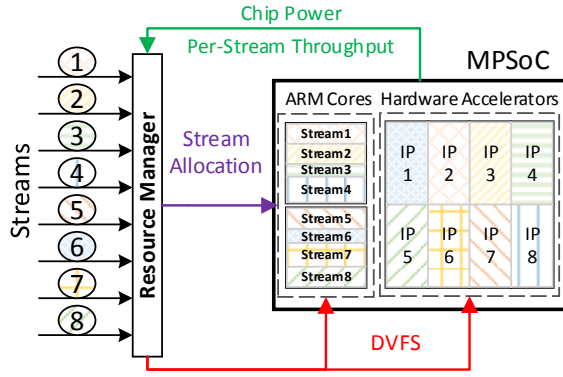 Chip Power
Per-Stream Throughput
MPSoC
Streams
1
2
3
4
5
6
7
8
Resource Manager
Stream
Allocation
ARM Cores
Stream1
Stream2
Stream3
Stream4
Stream5
Stream6
Stream7
Stream8
Hardware Accelerators
IP
1
IP
2
IP
3
IP
4
IP
5
IP
6
IP
7
IP
8
DVFS